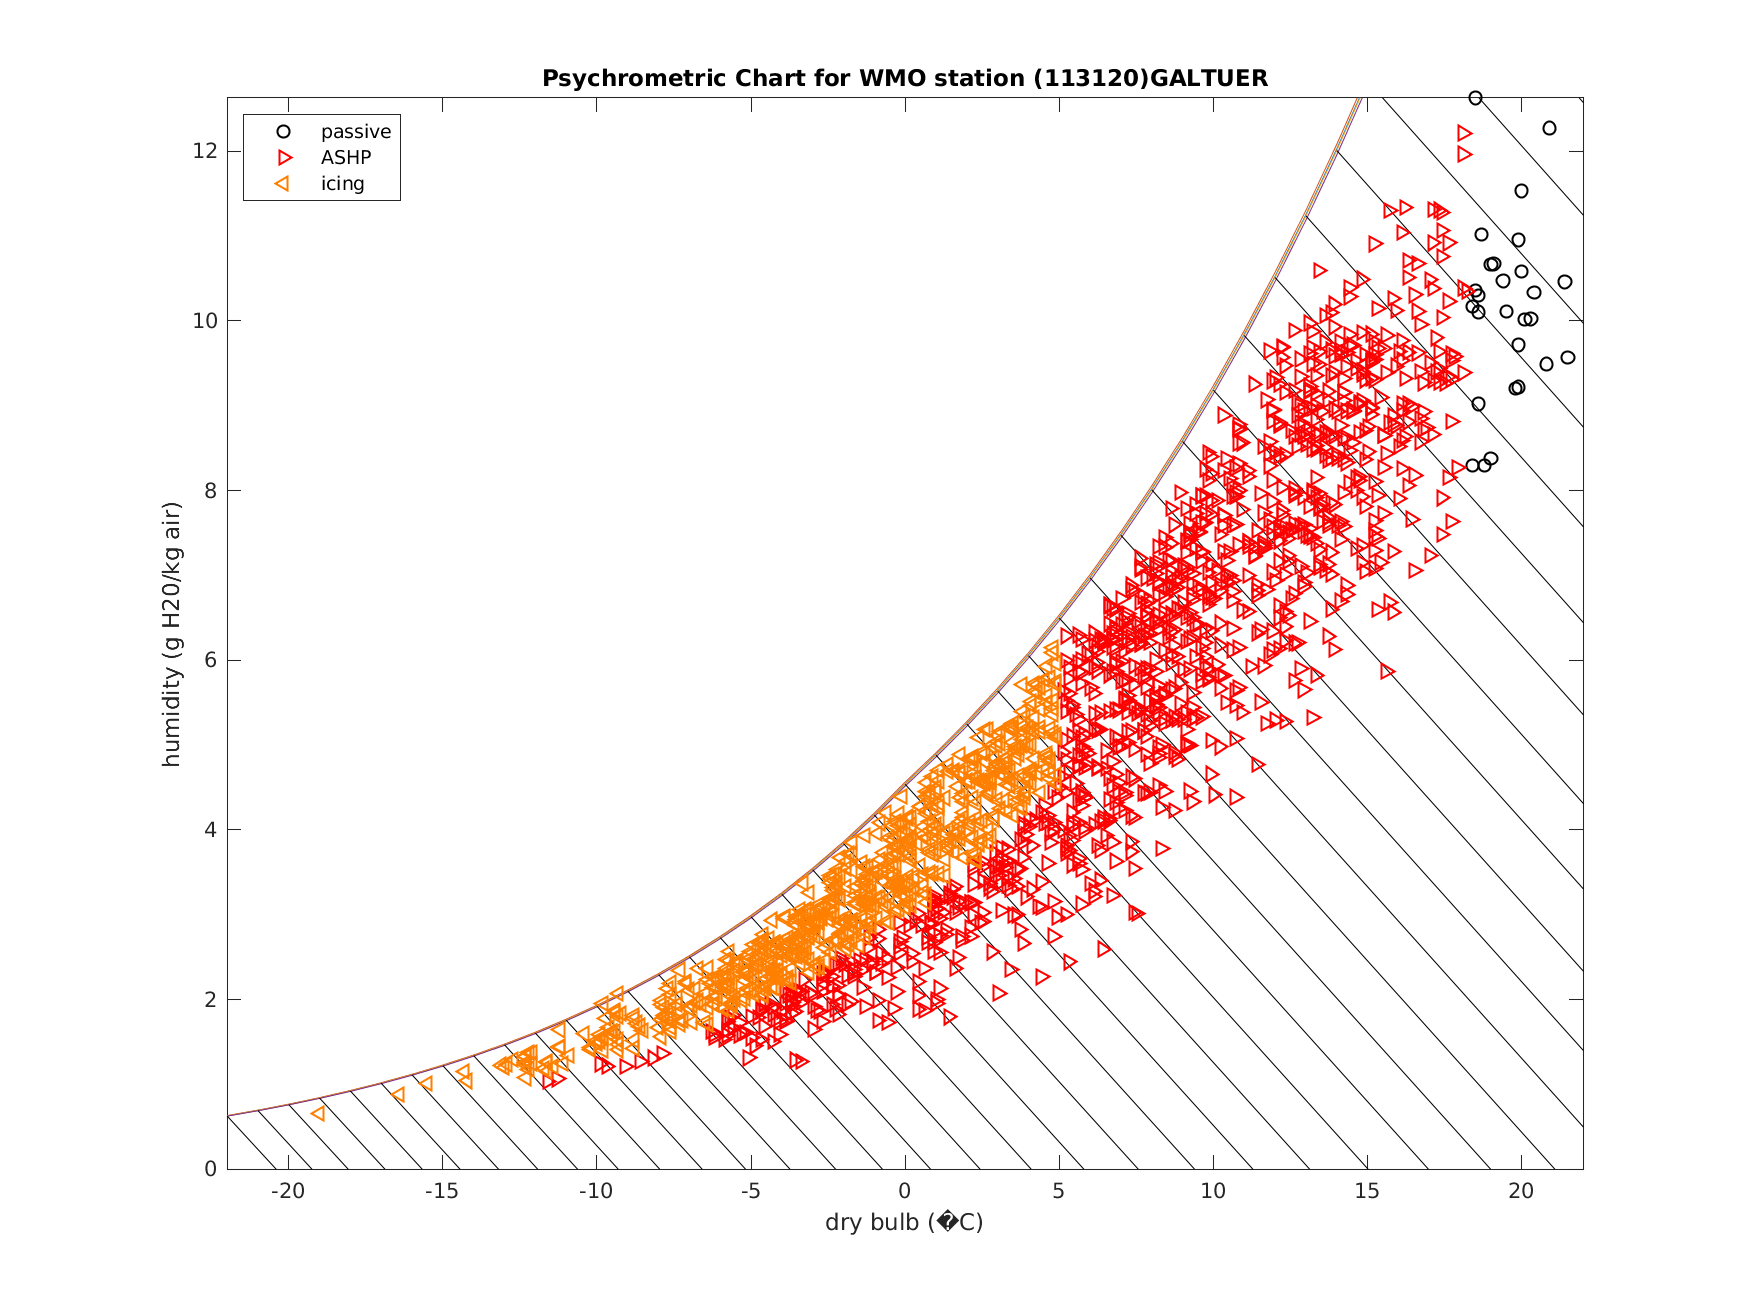 Psychrometric Chart for WMO station (113120)GALTUER
passive
ASHP
icing
12
10
8
6
4
2
0
humidity (g H20/kg air)
-20 -15 -10 -5 0 5 10 15 20
dry bulb (�C)